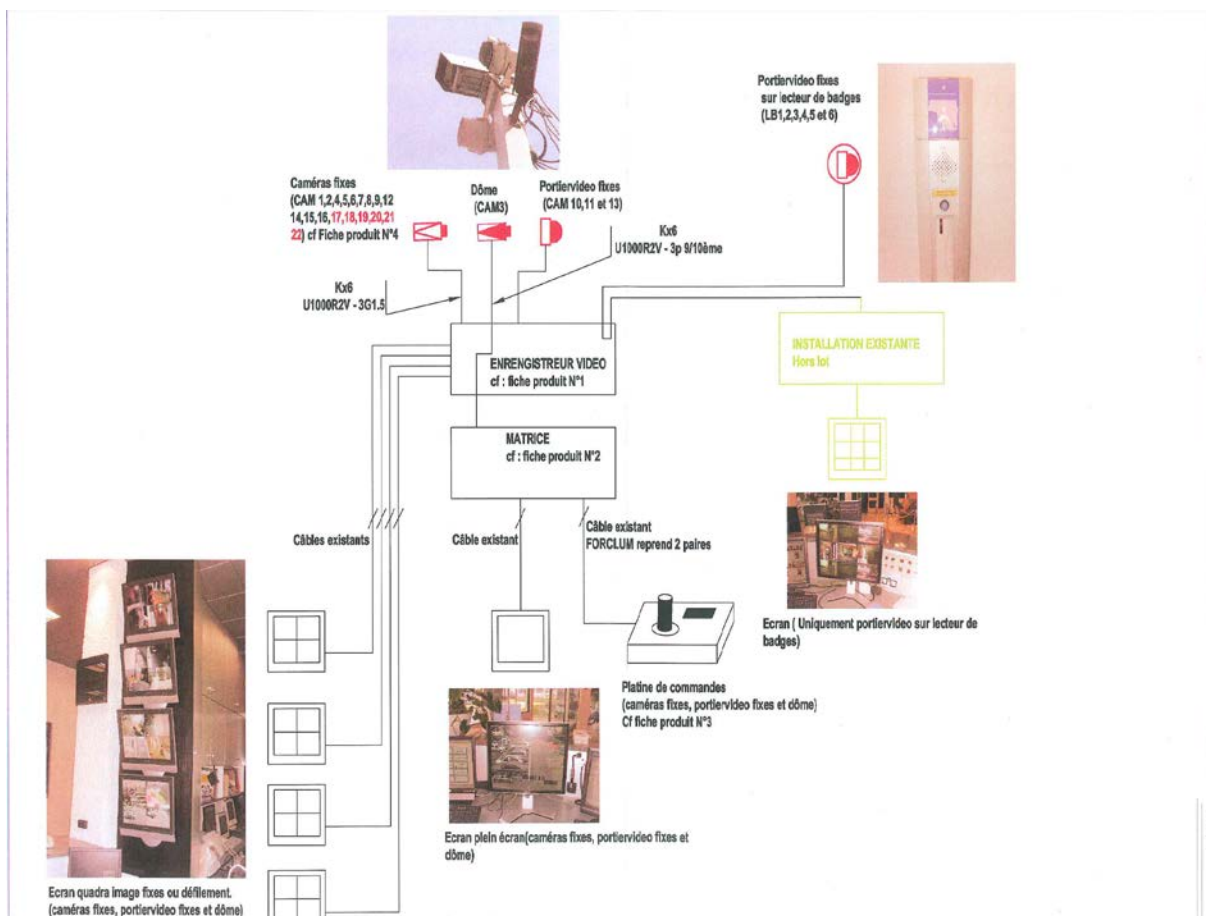 Portiervideo fixes
sur lecteur de badges
(LB1,2,3,4,5 et 6)
Caméras fixes
(CAM 1,2,4,5,6,7,8,9,12
14,15,16,17,18,19,20,21
22) cf Fiche produit N°4
Dôme
(CAM3)
Portiervideo fixes
(CAM 10,11 et 13)
Kx6
U1000R2V - 3p 9/10ème
Kx6
U1000R2V - 3G1.5
ENRENGISTREUR VIDEO
cf : fiche produit N°1
INSTALLATION EXISTANTE
Hors lot
MATRICE
cf : fiche produit N°2
Câbles existants
Câble existant
Câble existant
FORCLUM reprend 2 paires
Ecran ( Uniquement portiervideo sur lecteur de
badges)
Platine de commandes
(caméras fixes, portiervideo fixes et dôme)
Cf fiche produit N°3
Ecran plein écran(caméras fixes, portiervideo fixes et
dôme)
Ecran quadra image fixes ou défilement.
(caméras fixes, portiervideo fixes et dôme)